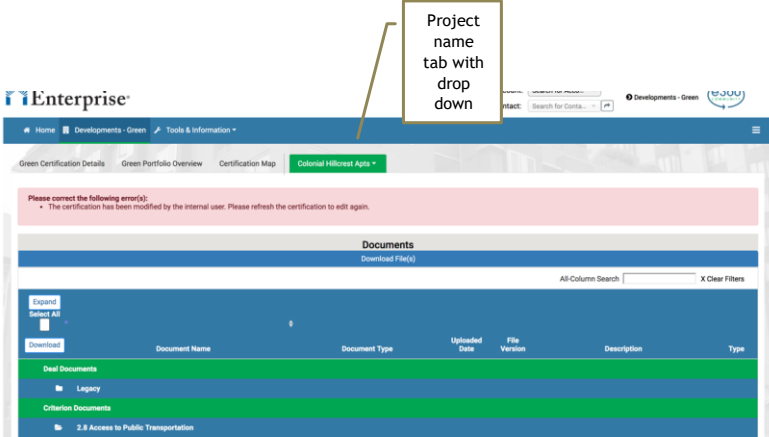 Project
name
tab with
drop
down
Enterprise
Search for Conta...
Developments - Green
e360
Home Developments - Green Tools & Information
Green Certification Details Green Portfolio Overview Certification Map Colonial Hillcrest Apts
Please correct the following error(s):
• The certification has been modified by the internal user. Please refresh the certification to edit again.
Documents
Download File(s)
All-Column Search X Clear Filters
Expand
Select All
Download Document Name Document Type Uploaded Date File Version Description Type
Deal Documents
Legacy
Criterion Documents
2.8 Access to Public Transportation